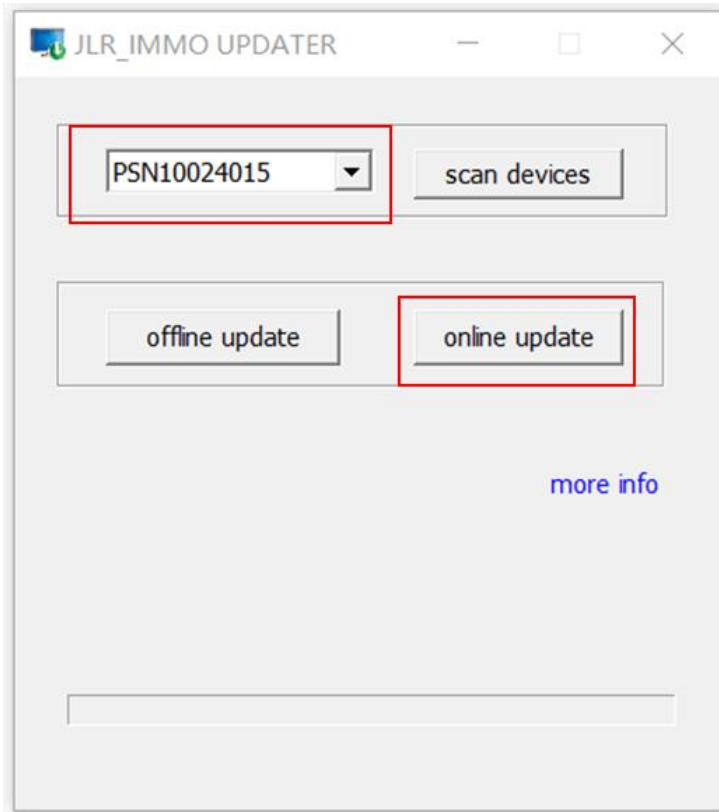 JLR_IMMO UPDATER
PSN10024015 scan devices
offline update online update
more info